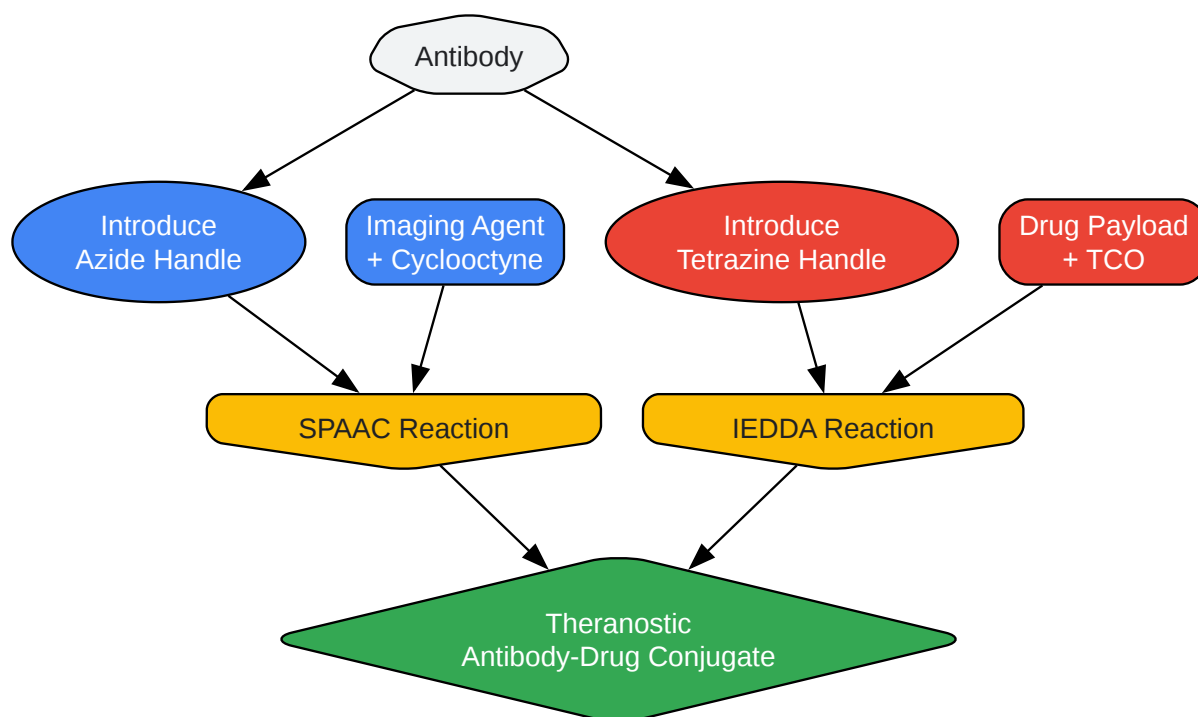 Antibody
Introduce
Azide Handle
Imaging Agent
+ Cyclooctyne
Introduce
Tetrazine Handle
Drug Payload
+ TCO
SPAAC Reaction
IEDDA Reaction
Theranostic
Antibody-Drug Conjugate